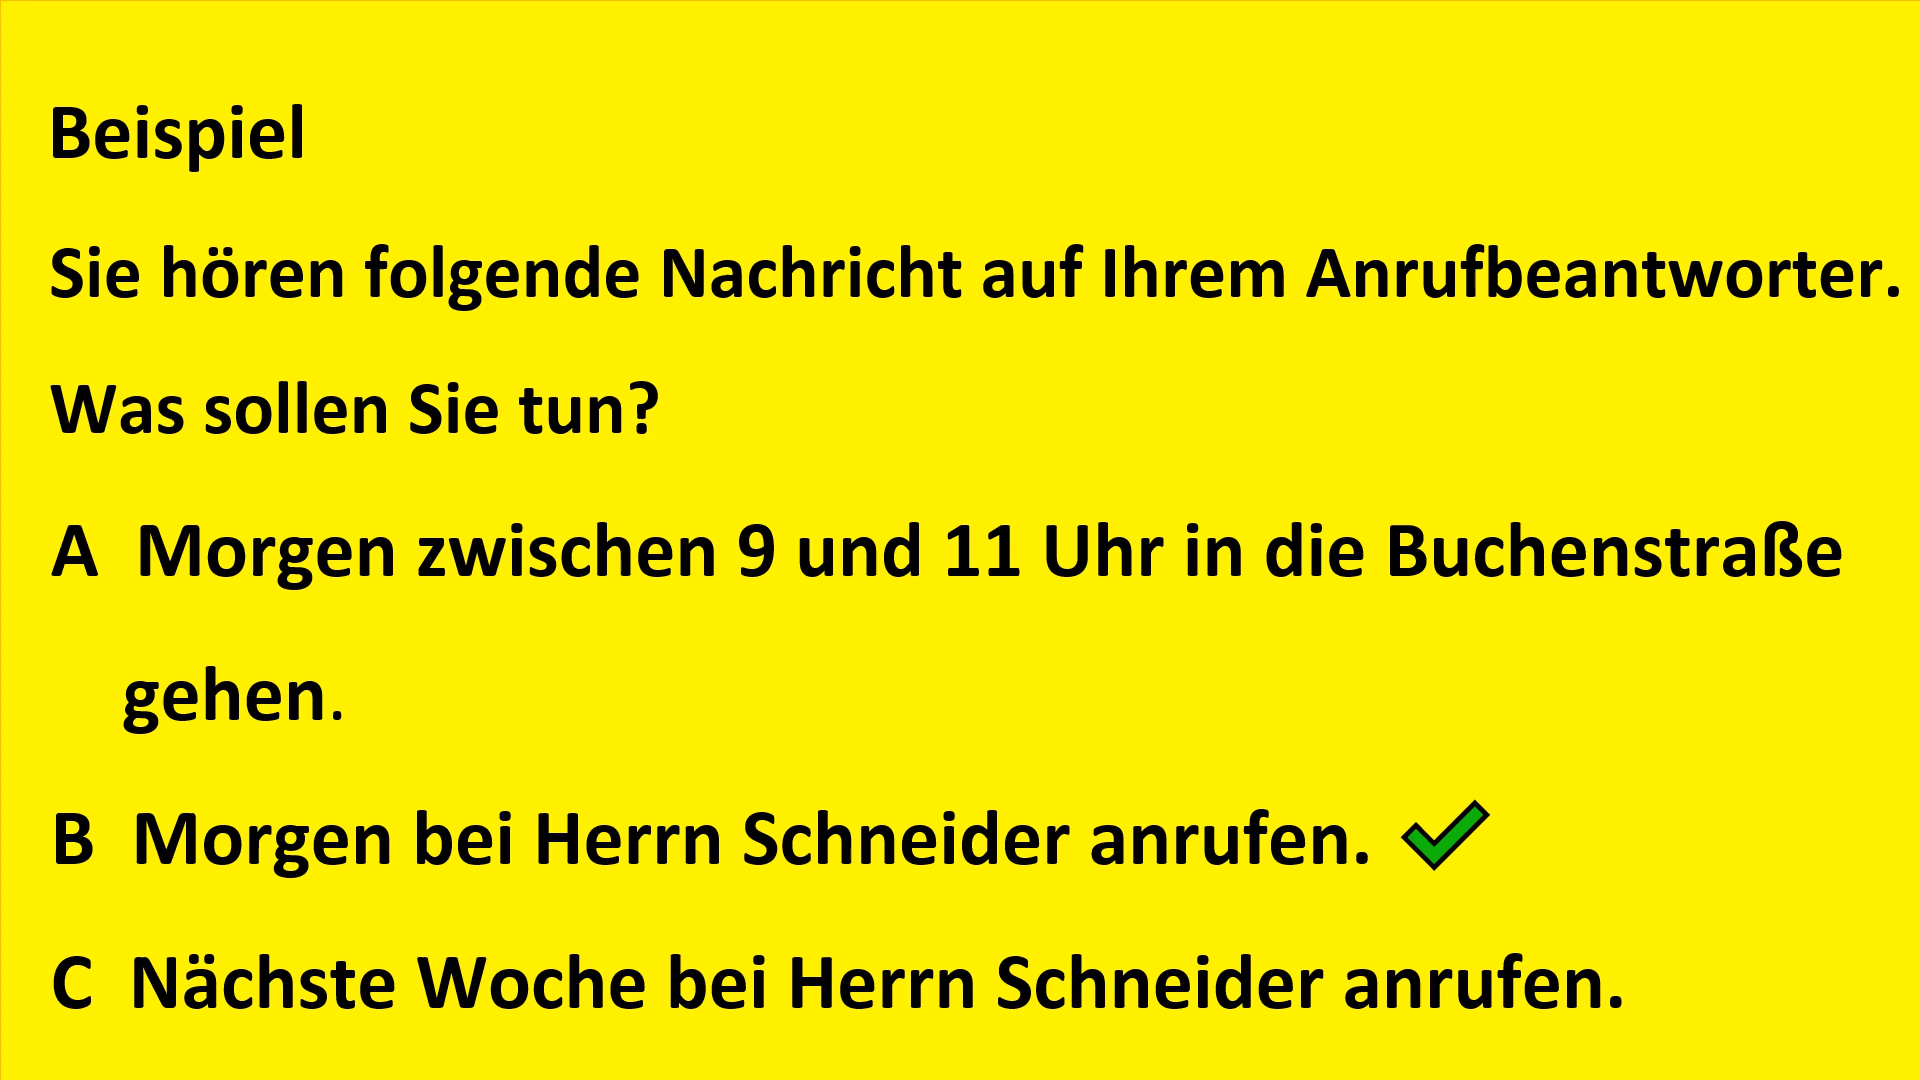 Beispiel
Sie hören folgende Nachricht auf Ihrem Anrufbeantworter.
Was sollen Sie tun?
A Morgen zwischen 9 und 11 Uhr in die Buchenstraße
gehen.
B Morgen bei Herrn Schneider anrufen.
C Nächste Woche bei Herrn Schneider anrufen.